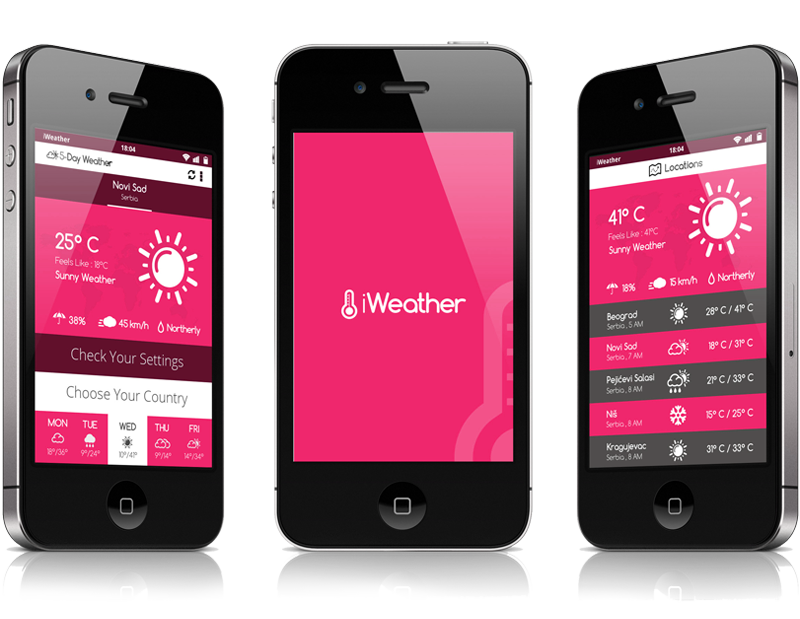 iWeather
18:04
5-Day Weather
Novi Sad
Serbia
25° C
Feels Like : 18°C
Sunny Weather
38% 45 km/h Northerly
Check Your Settings
Choose Your Country
MON TUE WED THU FRI
18°/36° 9°/24° 10°/47° 9°/14° 14°/34°
iWeather
iWeather
18:04
Locations
41° C
Feels Like : 41°C
Sunny Weather
18% 15 km/h Northerly
Beograd
Serbia , 5 AM
28° C / 41° C
Novi Sad
Serbia , 7 AM
18° C / 31° C
Pejićevi Salasi
Serbia , 8 AM
21° C / 33° C
Niš
Serbia , 8 AM
15° C / 25° C
Kragujevac
Serbia , 8 AM
31° C / 33° C